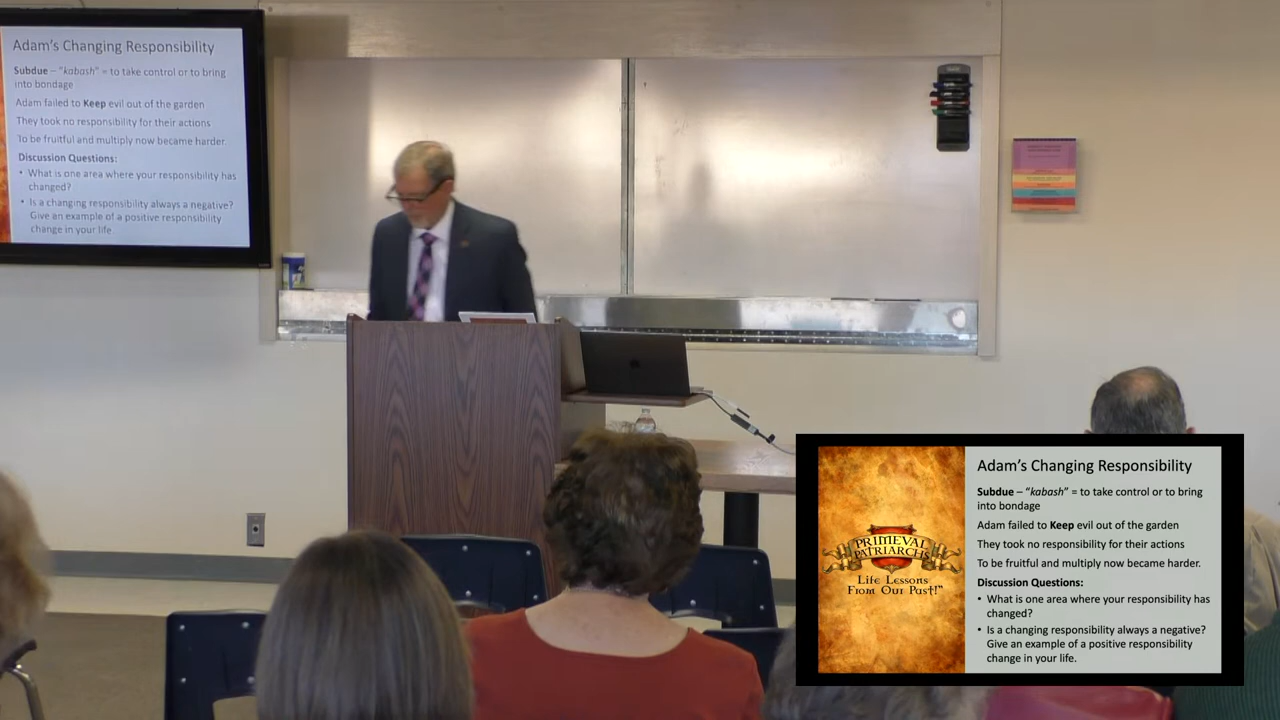 Adam's Changing Responsibility
Subdue – "kabash" = to take control or to bring
into bondage
Adam failed to Keep evil out of the garden
They took no responsibility for their actions
To be fruitful and multiply now became harder.
Discussion Questions:
• What is one area where your responsibility has
changed?
• Is a changing responsibility always a negative?
Give an example of a positive responsibility
change in your life.
PRIMEVAL
PATRIARCHS
Life Lessons
From Our Past!"
Adam's Changing Responsibility
Subdue – "kabash" = to take control or to bring
into bondage
Adam failed to Keep evil out of the garden
They took no responsibility for their actions
To be fruitful and multiply now became harder.
Discussion Questions:
• What is one area where your responsibility has
changed?
• Is a changing responsibility always a negative?
Give an example of a positive responsibility
change in your life.